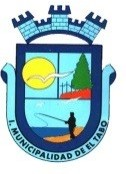 I. MUNICIPALIDAD DE EL TABO